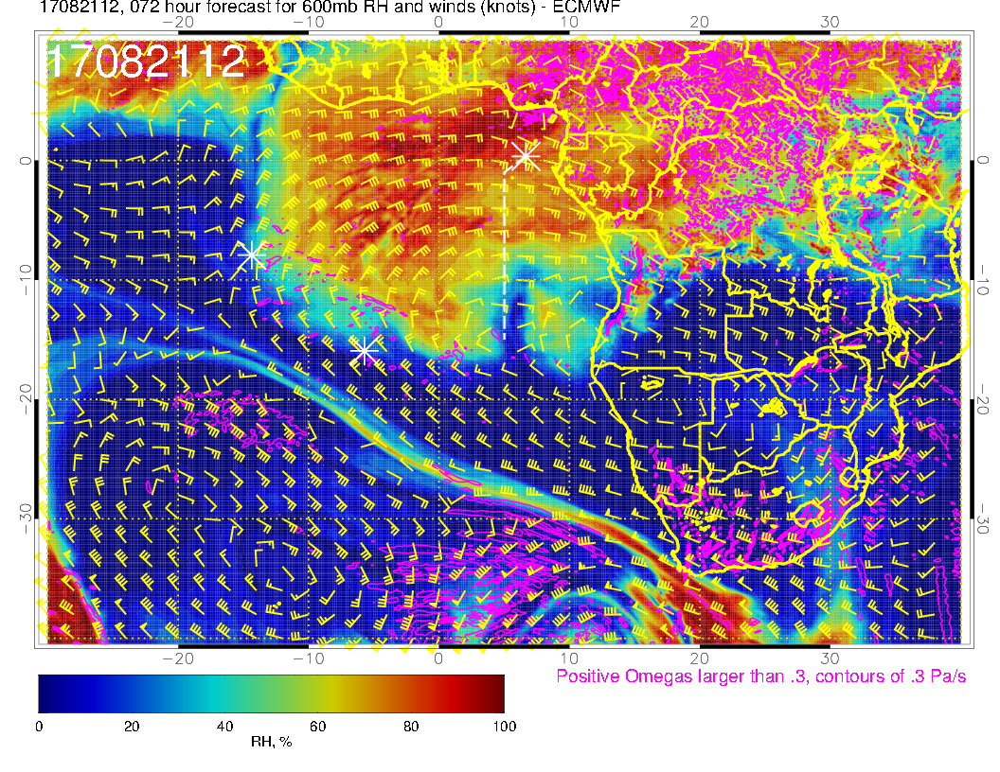 17082112, 072 hour forecast for 600mb RH and winds (knots) - ECMWF
−20 −10 0 10 20 30
17082112
0 0
−10 −10
−20 −20
−30 −30
−20 −10 0 10 20 30
Positive Omegas larger than .3, contours of .3 Pa/s
0 20 40 60 80 100
RH, %